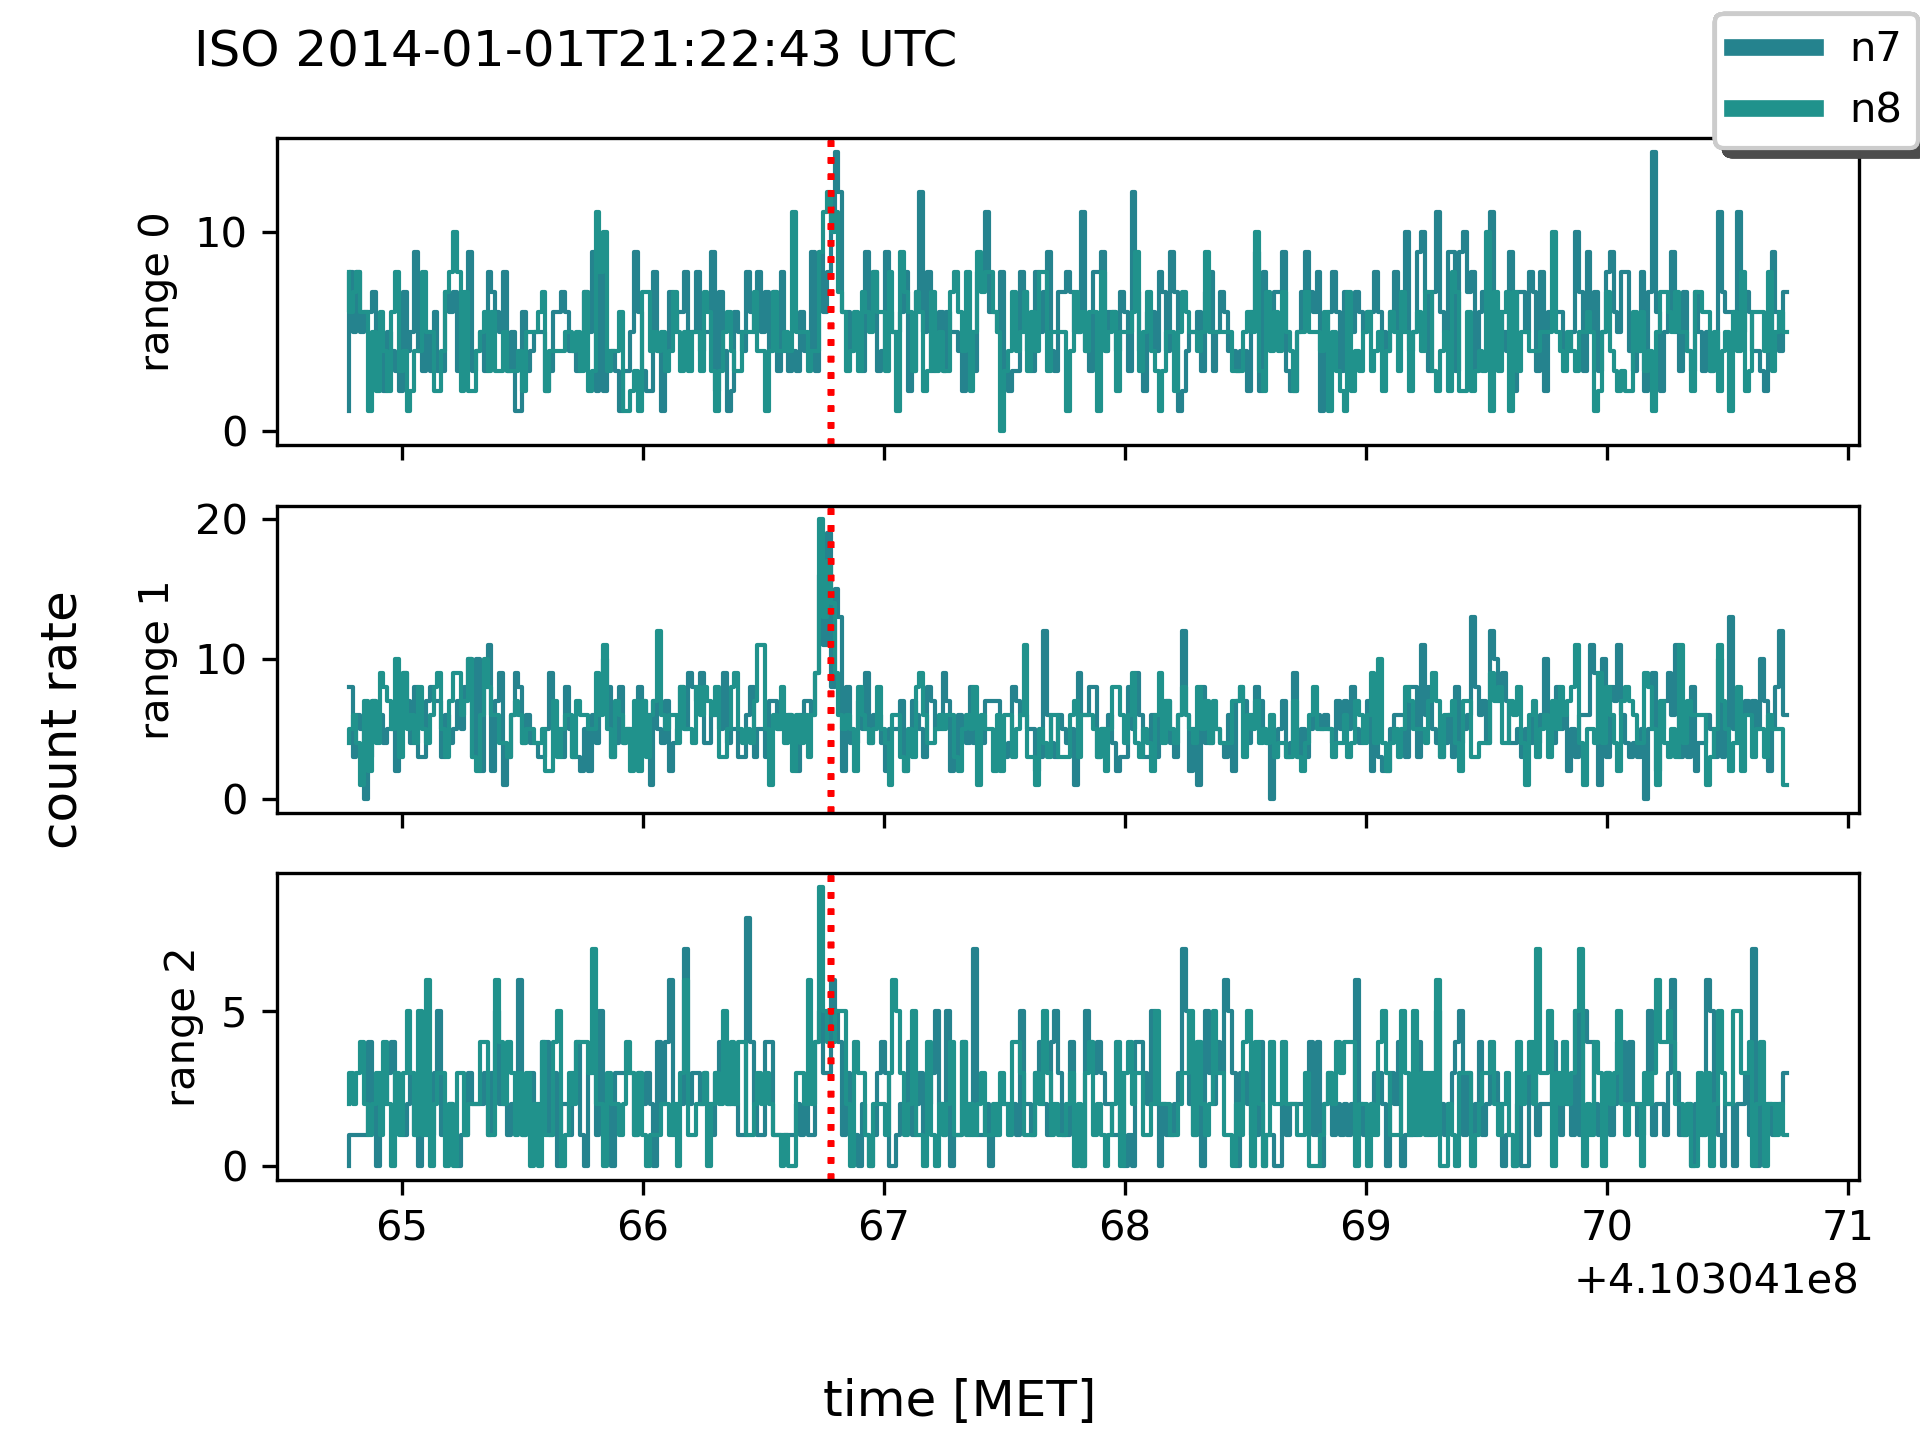 ISO 2014-01-01T21:22:43 UTC
n7
n8
range 0
10
0
count rate
range 1
20
10
0
range 2
5
0
65 66 67 68 69 70 71
+4.103041e8
time [MET]